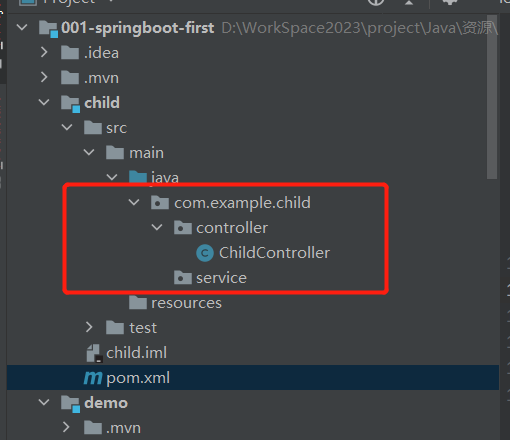 001-springboot-first D:\WorkSpace2023\project\Java\资源\
.idea
.mvn
child
src
main
java
com.example.child
controller
ChildController
service
resources
test
child.iml
pom.xml
demo
.mvn